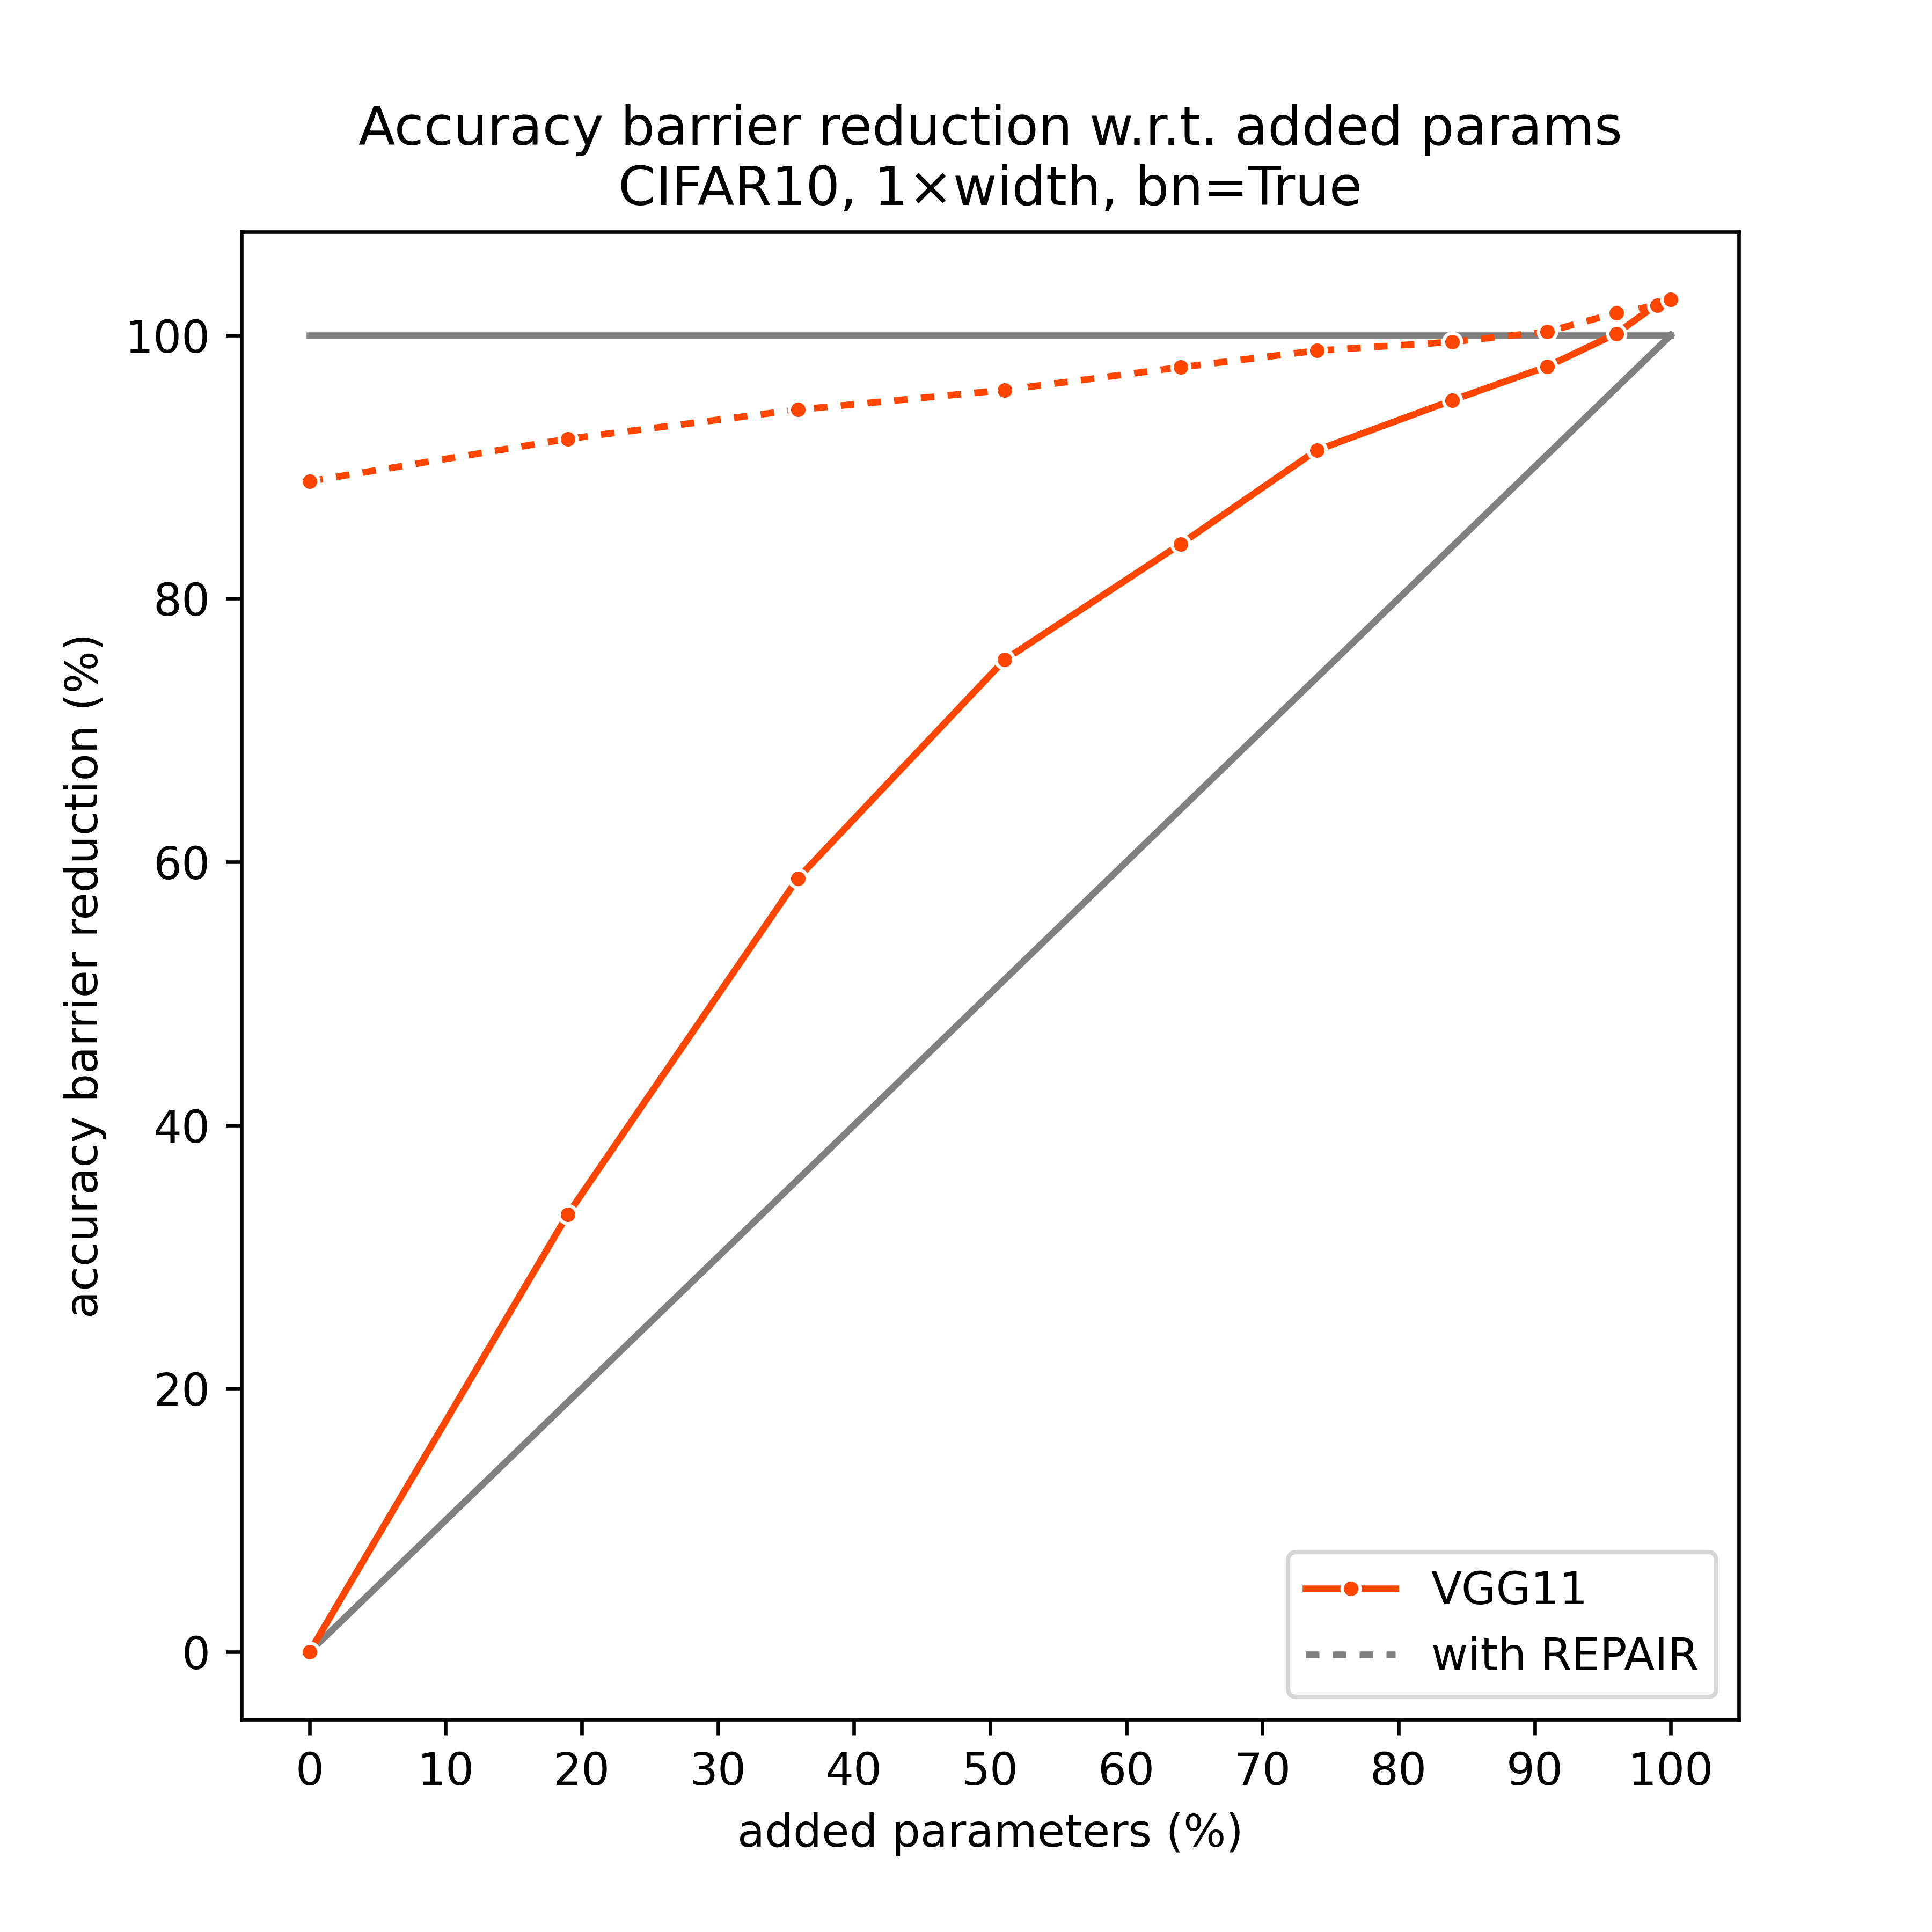 Accuracy barrier reduction w.r.t. added params
CIFAR10, 1×width, bn=True
accuracy barrier reduction (%)
100
80
60
40
20
0
VGG11
with REPAIR
0 10 20 30 40 50 60 70 80 90 100
added parameters (%)